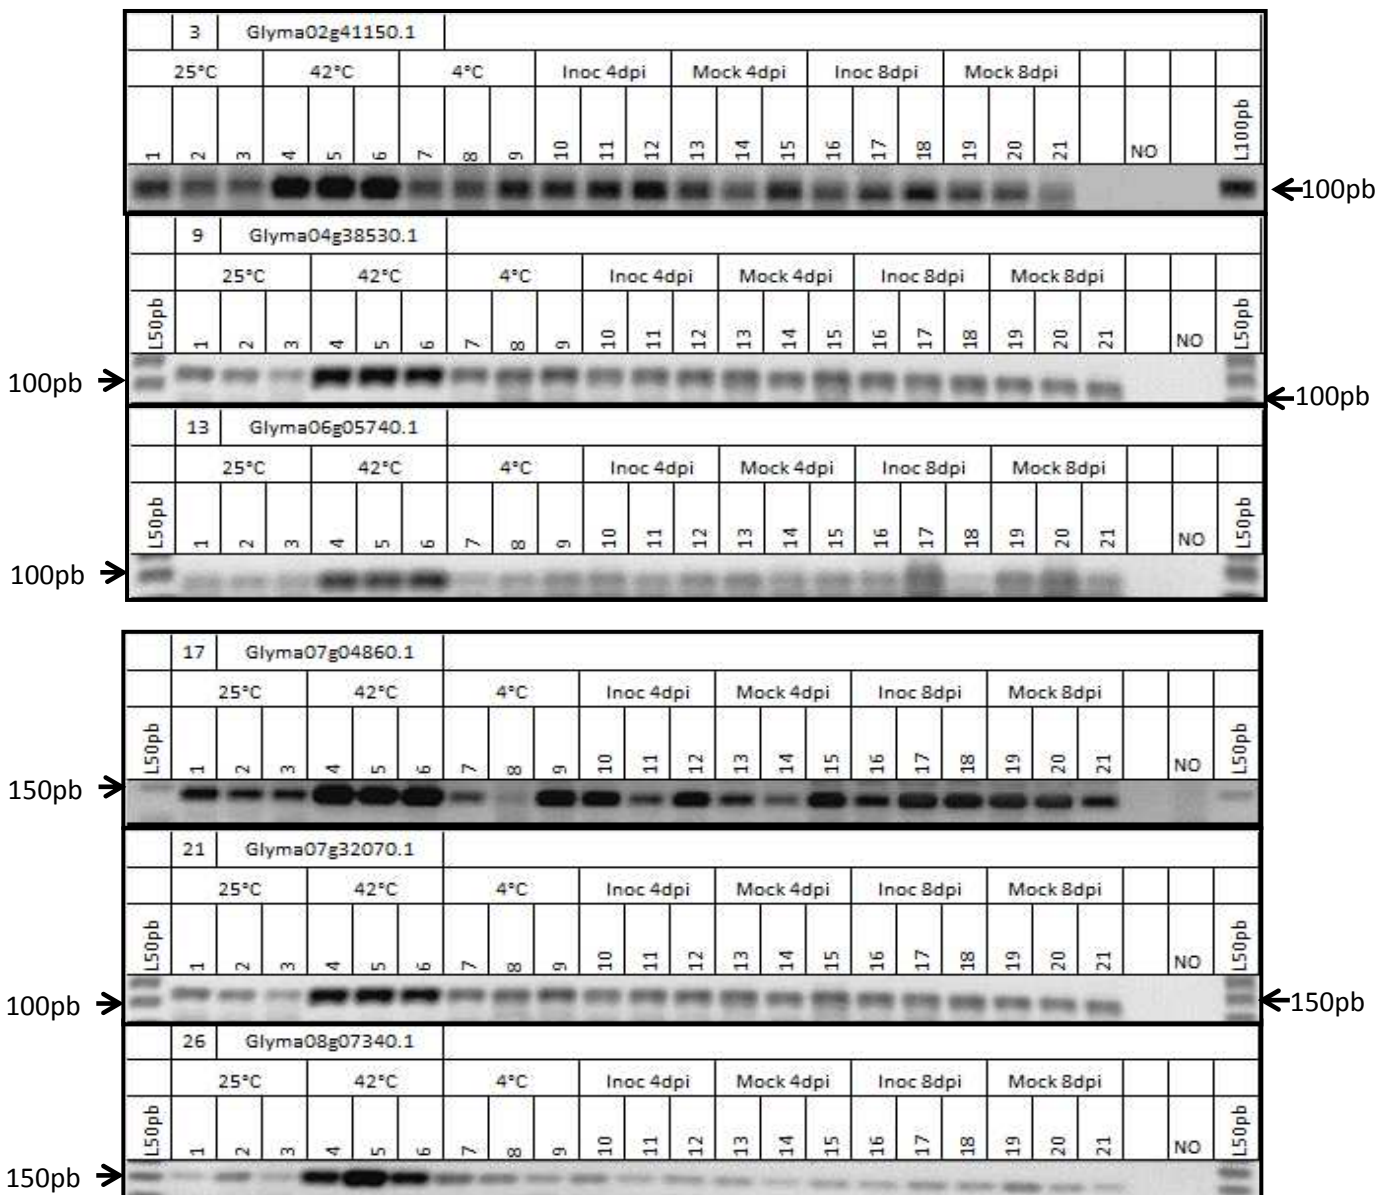 3 Glyma02g41150.1
25°C 42°C 4°C Inoc 4dpi Mock 4dpi Inoc 8dpi Mock 8dpi
1 2 3 4 5 6 7 8 9 10 11 12 13 14 15 16 17 18 19 20 21 NO L100pb
100pb
9 Glyma04g38530.1
25°C 42°C 4°C Inoc 4dpi Mock 4dpi Inoc 8dpi Mock 8dpi
L50pb 1 2 3 4 5 6 7 8 9 10 11 12 13 14 15 16 17 18 19 20 21 NO L50pb
100pb 100pb
13 Glyma06g05740.1
25°C 42°C 4°C Inoc 4dpi Mock 4dpi Inoc 8dpi Mock 8dpi
L50pb 1 2 3 4 5 6 7 8 9 10 11 12 13 14 15 16 17 18 19 20 21 NO L50pb
100pb
17 Glyma07g04860.1
25°C 42°C 4°C Inoc 4dpi Mock 4dpi Inoc 8dpi Mock 8dpi
L50pb 1 2 3 4 5 6 7 8 9 10 11 12 13 14 15 16 17 18 19 20 21 NO L50pb
150pb
21 Glyma07g32070.1
25°C 42°C 4°C Inoc 4dpi Mock 4dpi Inoc 8dpi Mock 8dpi
L50pb 1 2 3 4 5 6 7 8 9 10 11 12 13 14 15 16 17 18 19 20 21 NO L50pb
100pb 150pb
26 Glyma08g07340.1
25°C 42°C 4°C Inoc 4dpi Mock 4dpi Inoc 8dpi Mock 8dpi
L50pb 1 2 3 4 5 6 7 8 9 10 11 12 13 14 15 16 17 18 19 20 21 NO L50pb
150pb